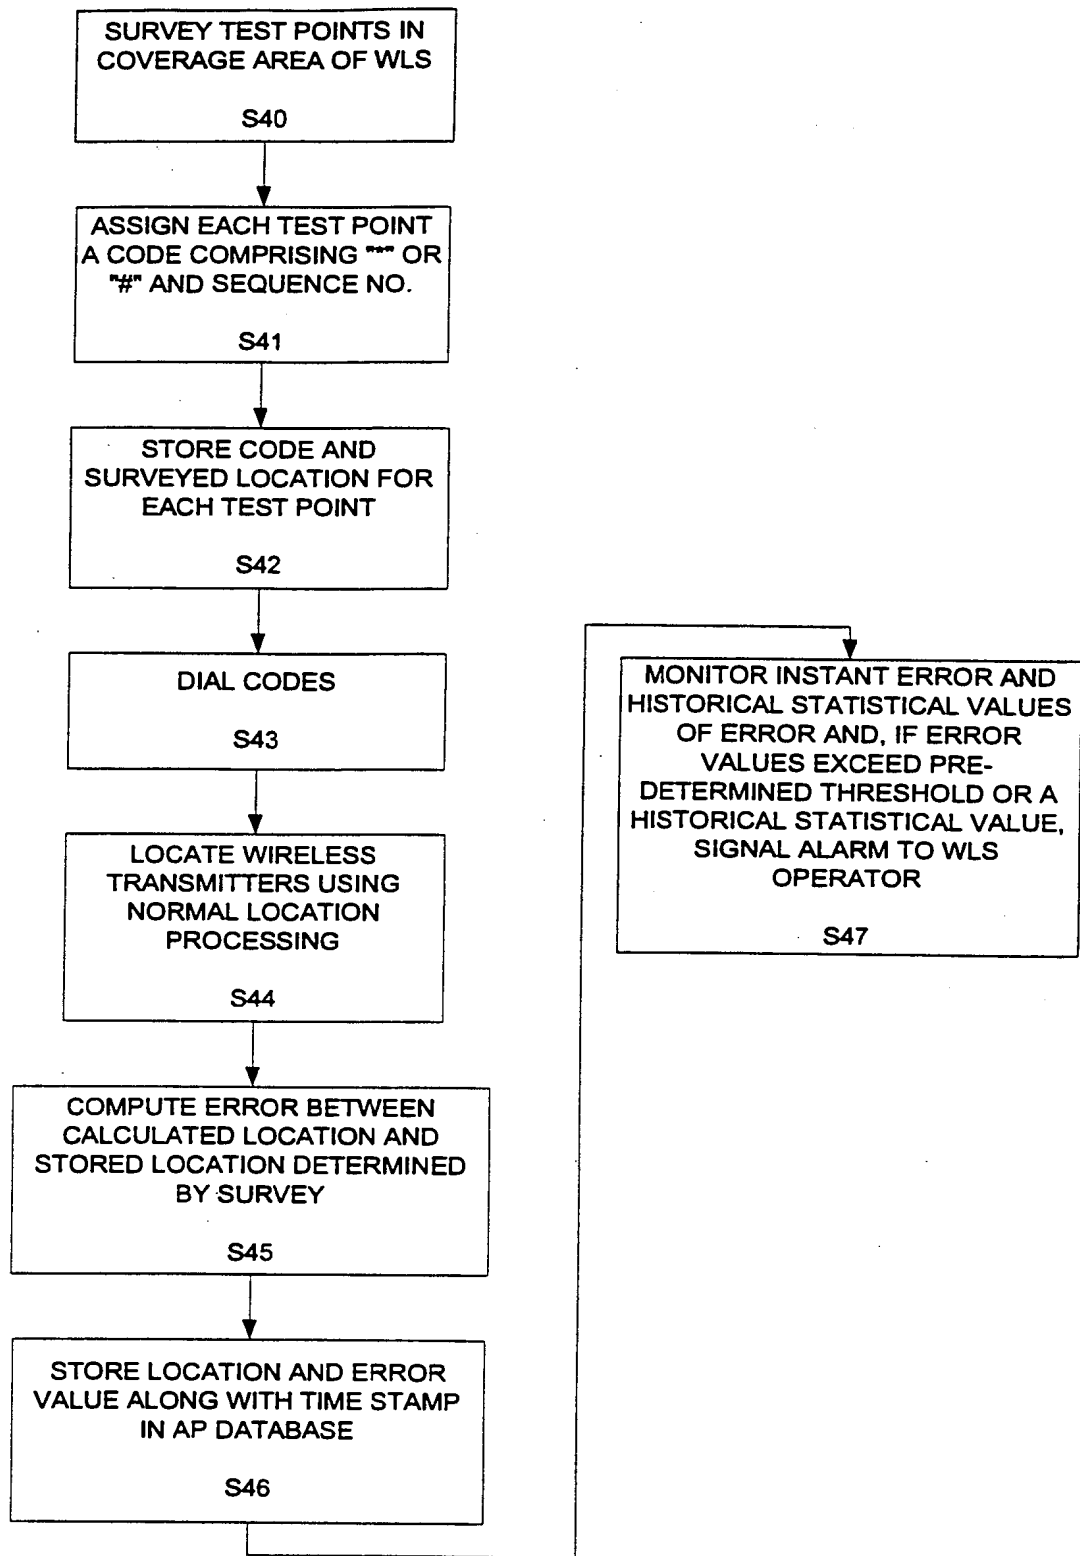 SURVEY TEST POINTS IN
COVERAGE AREA OF WLS
S40
ASSIGN EACH TEST POINT
A CODE COMPRISING "*" OR
"#" AND SEQUENCE NO.
S41
STORE CODE AND
SURVEYED LOCATION FOR
EACH TEST POINT
S42
DIAL CODES
S43
LOCATE WIRELESS
TRANSMITTERS USING
NORMAL LOCATION
PROCESSING
S44
COMPUTE ERROR BETWEEN
CALCULATED LOCATION AND
STORED LOCATION DETERMINED
BY SURVEY
S45
STORE LOCATION AND ERROR
VALUE ALONG WITH TIME STAMP
IN AP DATABASE
S46
MONITOR INSTANT ERROR AND
HISTORICAL STATISTICAL VALUES
OF ERROR AND, IF ERROR
VALUES EXCEED PRE-
DETERMINED THRESHOLD OR A
HISTORICAL STATISTICAL VALUE,
SIGNAL ALARM TO WLS
OPERATOR
S47